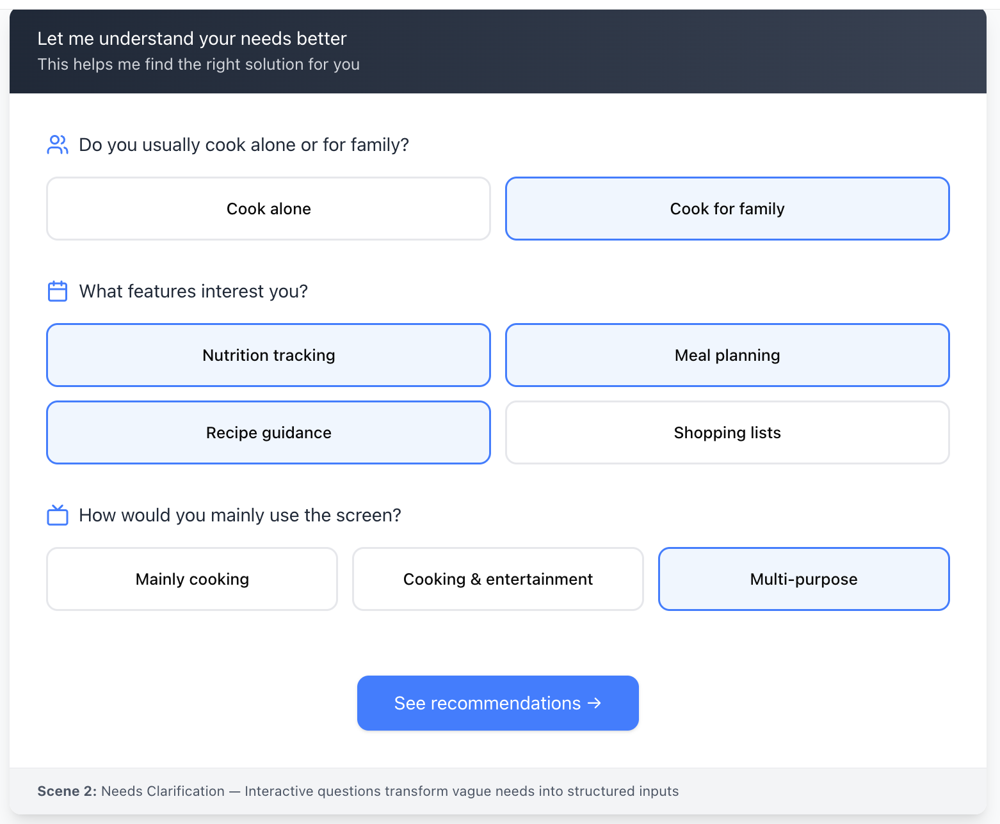 Let me understand your needs better
This helps me find the right solution for you
Do you usually cook alone or for family?
Cook alone
Cook for family
What features interest you?
Nutrition tracking
Meal planning
Recipe guidance
Shopping lists
How would you mainly use the screen?
Mainly cooking
Cooking & entertainment
Multi-purpose
See recommendations →
Scene 2: Needs Clarification — Interactive questions transform vague needs into structured inputs